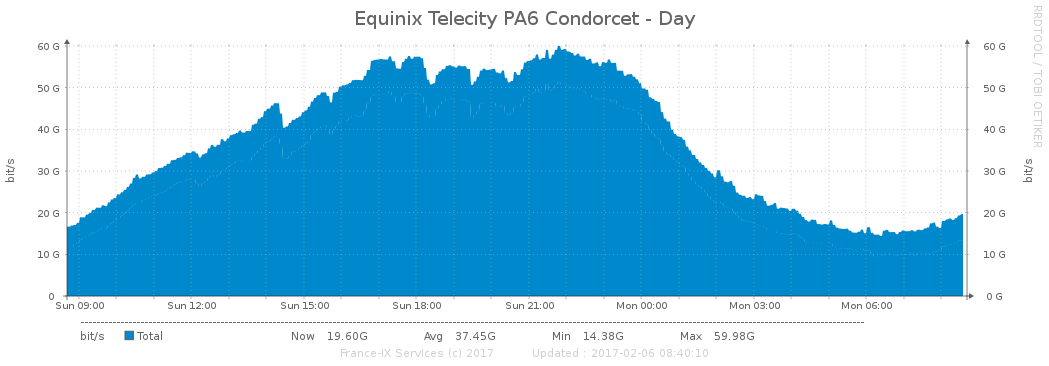 Equinix Telecity PA6 Condorcet - Day
RRDTOOL / TOBI OETIKER
60 G 60 G
50 G 50 G
40 G 40 G
30 G 30 G
20 G 20 G
10 G 10 G
0 0 G
bit/s bit/s
Sun 09:00 Sun 12:00 Sun 15:00 Sun 18:00 Sun 21:00 Mon 00:00 Mon 03:00 Mon 06:00
bit/s Total Now 19.60G Avg 37.45G Min 14.38G Max 59.98G
France-IX Services (c) 2017 Updated : 2017-02-06 08:40:10